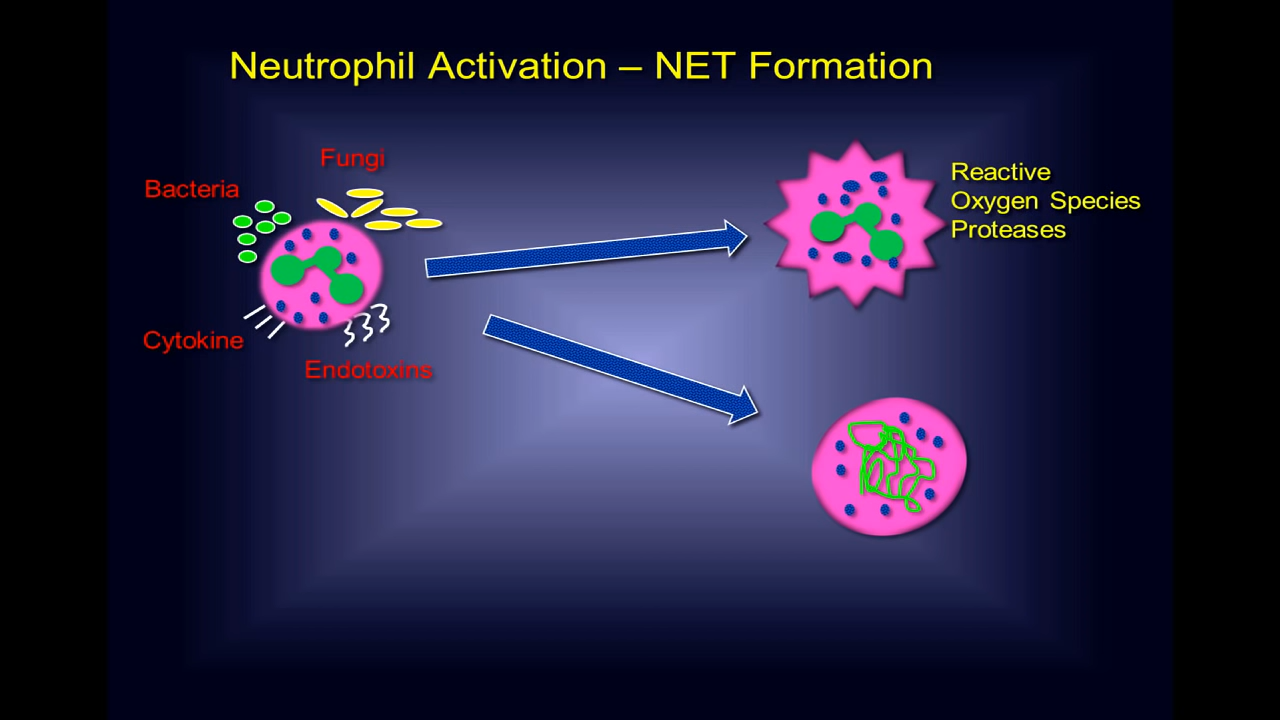 Neutrophil Activation – NET Formation
Fungi
Bacteria
Cytokine
Endotoxins
Reactive
Oxygen Species
Proteases